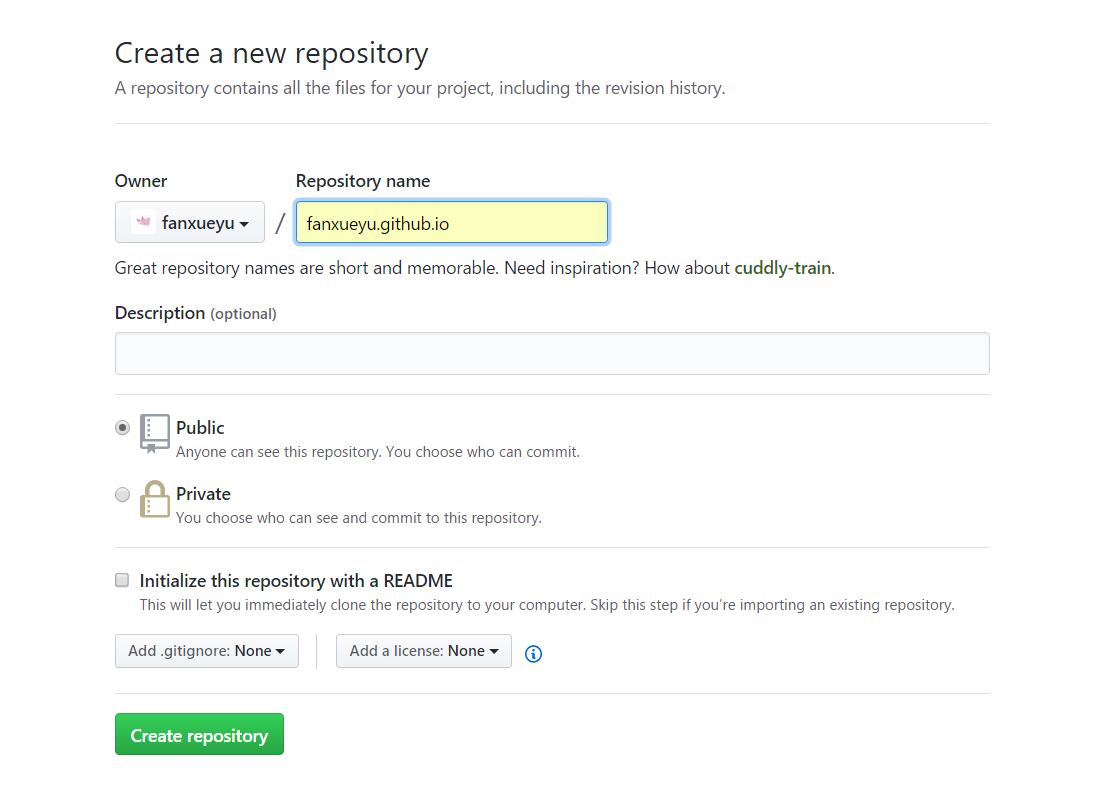 Create a new repository
A repository contains all the files for your project, including the revision history.
Owner Repository name
fanxueyu / fanxueyu.github.io
Great repository names are short and memorable. Need inspiration? How about cuddly-train.
Description (optional)
Public
Anyone can see this repository. You choose who can commit.
Private
You choose who can see and commit to this repository.
Initialize this repository with a README
This will let you immediately clone the repository to your computer. Skip this step if you’re importing an existing repository.
Add .gitignore: None Add a license: None
Create repository